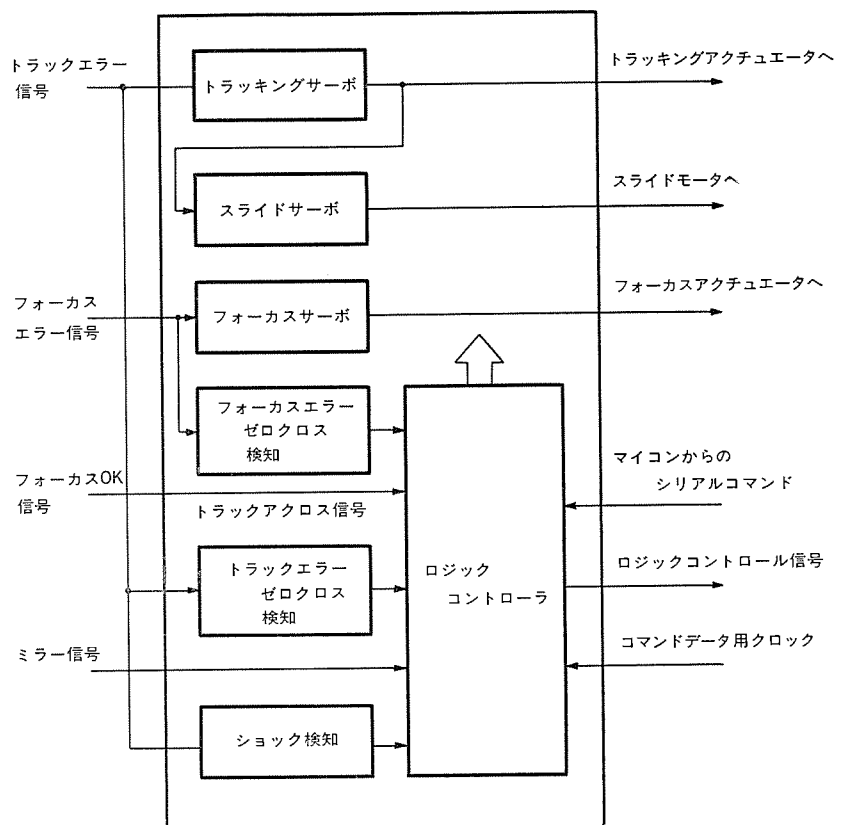 トラックエラー
信号
トラッキングサーボ
トラッキングアクチュエータへ
スライドサーボ
スライドモータへ
フォーカス
エラー信号
フォーカスサーボ
フォーカスアクチュエータへ
フォーカスエラー
ゼロクロス
検知
フォーカスOK
信号
トラックアクロス信号
マイコンからの
シリアルコマンド
トラックエラー
ゼロクロス
検知
ロジック
コントローラ
ロジックコントロール信号
ミラー信号
コマンドデータ用クロック
ショック検知